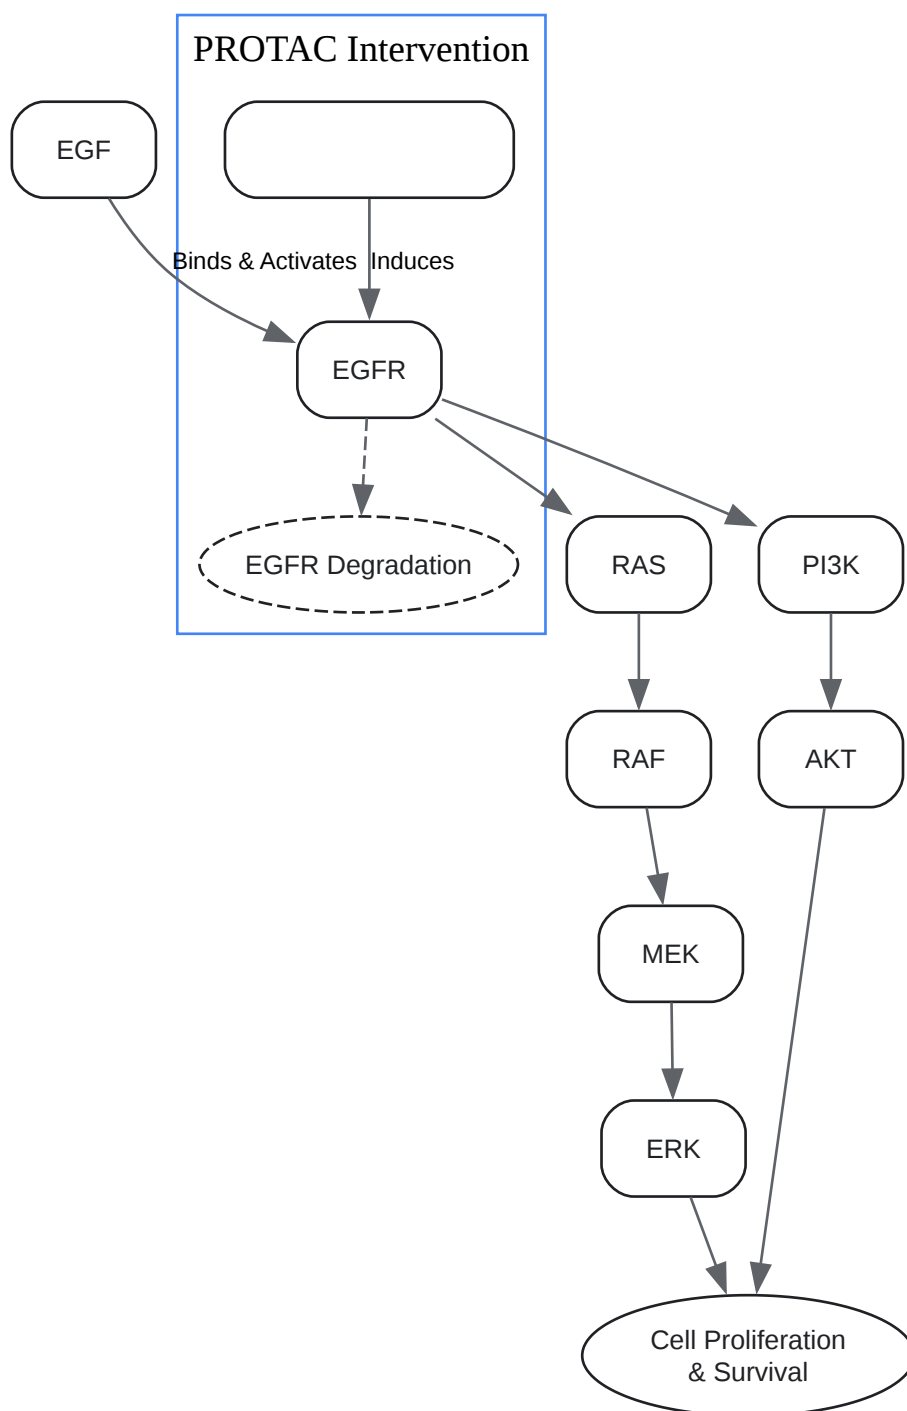 PROTAC Intervention
EGF
Binds & Activates
Induces
EGFR
EGFR Degradation
RAS
PI3K
RAF
AKT
MEK
ERK
Cell Proliferation
& Survival